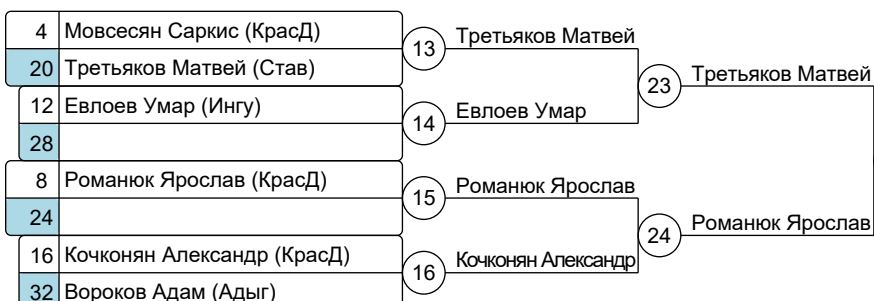 4 Мовсесян Саркис (КрасД)
20 Третьяков Матвей (Став)
13 Третьяков Матвей
12 Евлоев Умар (Ингу)
28
14 Евлоев Умар
23 Третьяков Матвей
8 Романюк Ярослав (КрасД)
24
15 Романюк Ярослав
16 Кочконян Александр (КрасД)
32 Вороков Адам (Адыг)
16 Кочконян Александр
24 Романюк Ярослав